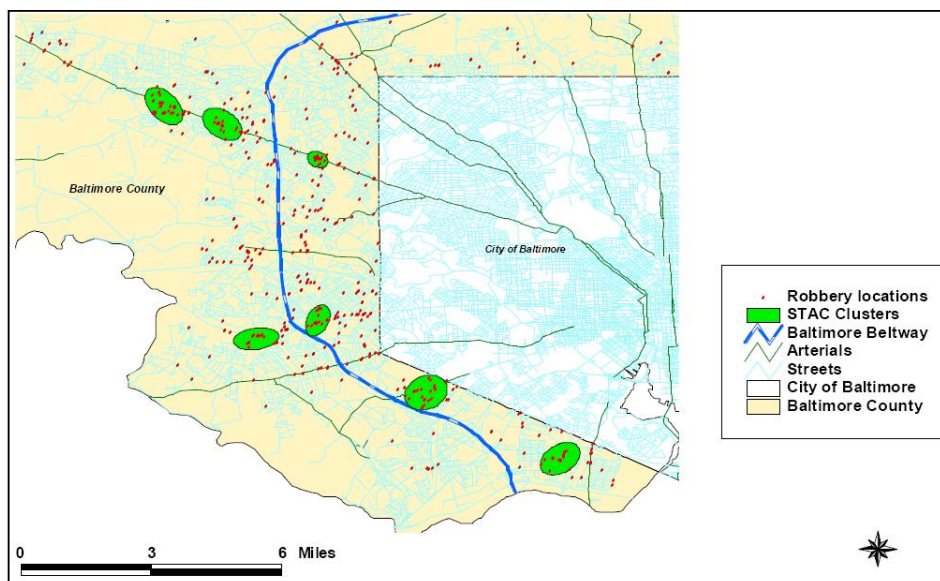 Baltimore County
City of Baltimore
Robbery locations
STAC Clusters
Baltimore Beltway
Arterials
Streets
City of Baltimore
Baltimore County
0 3 6 Miles